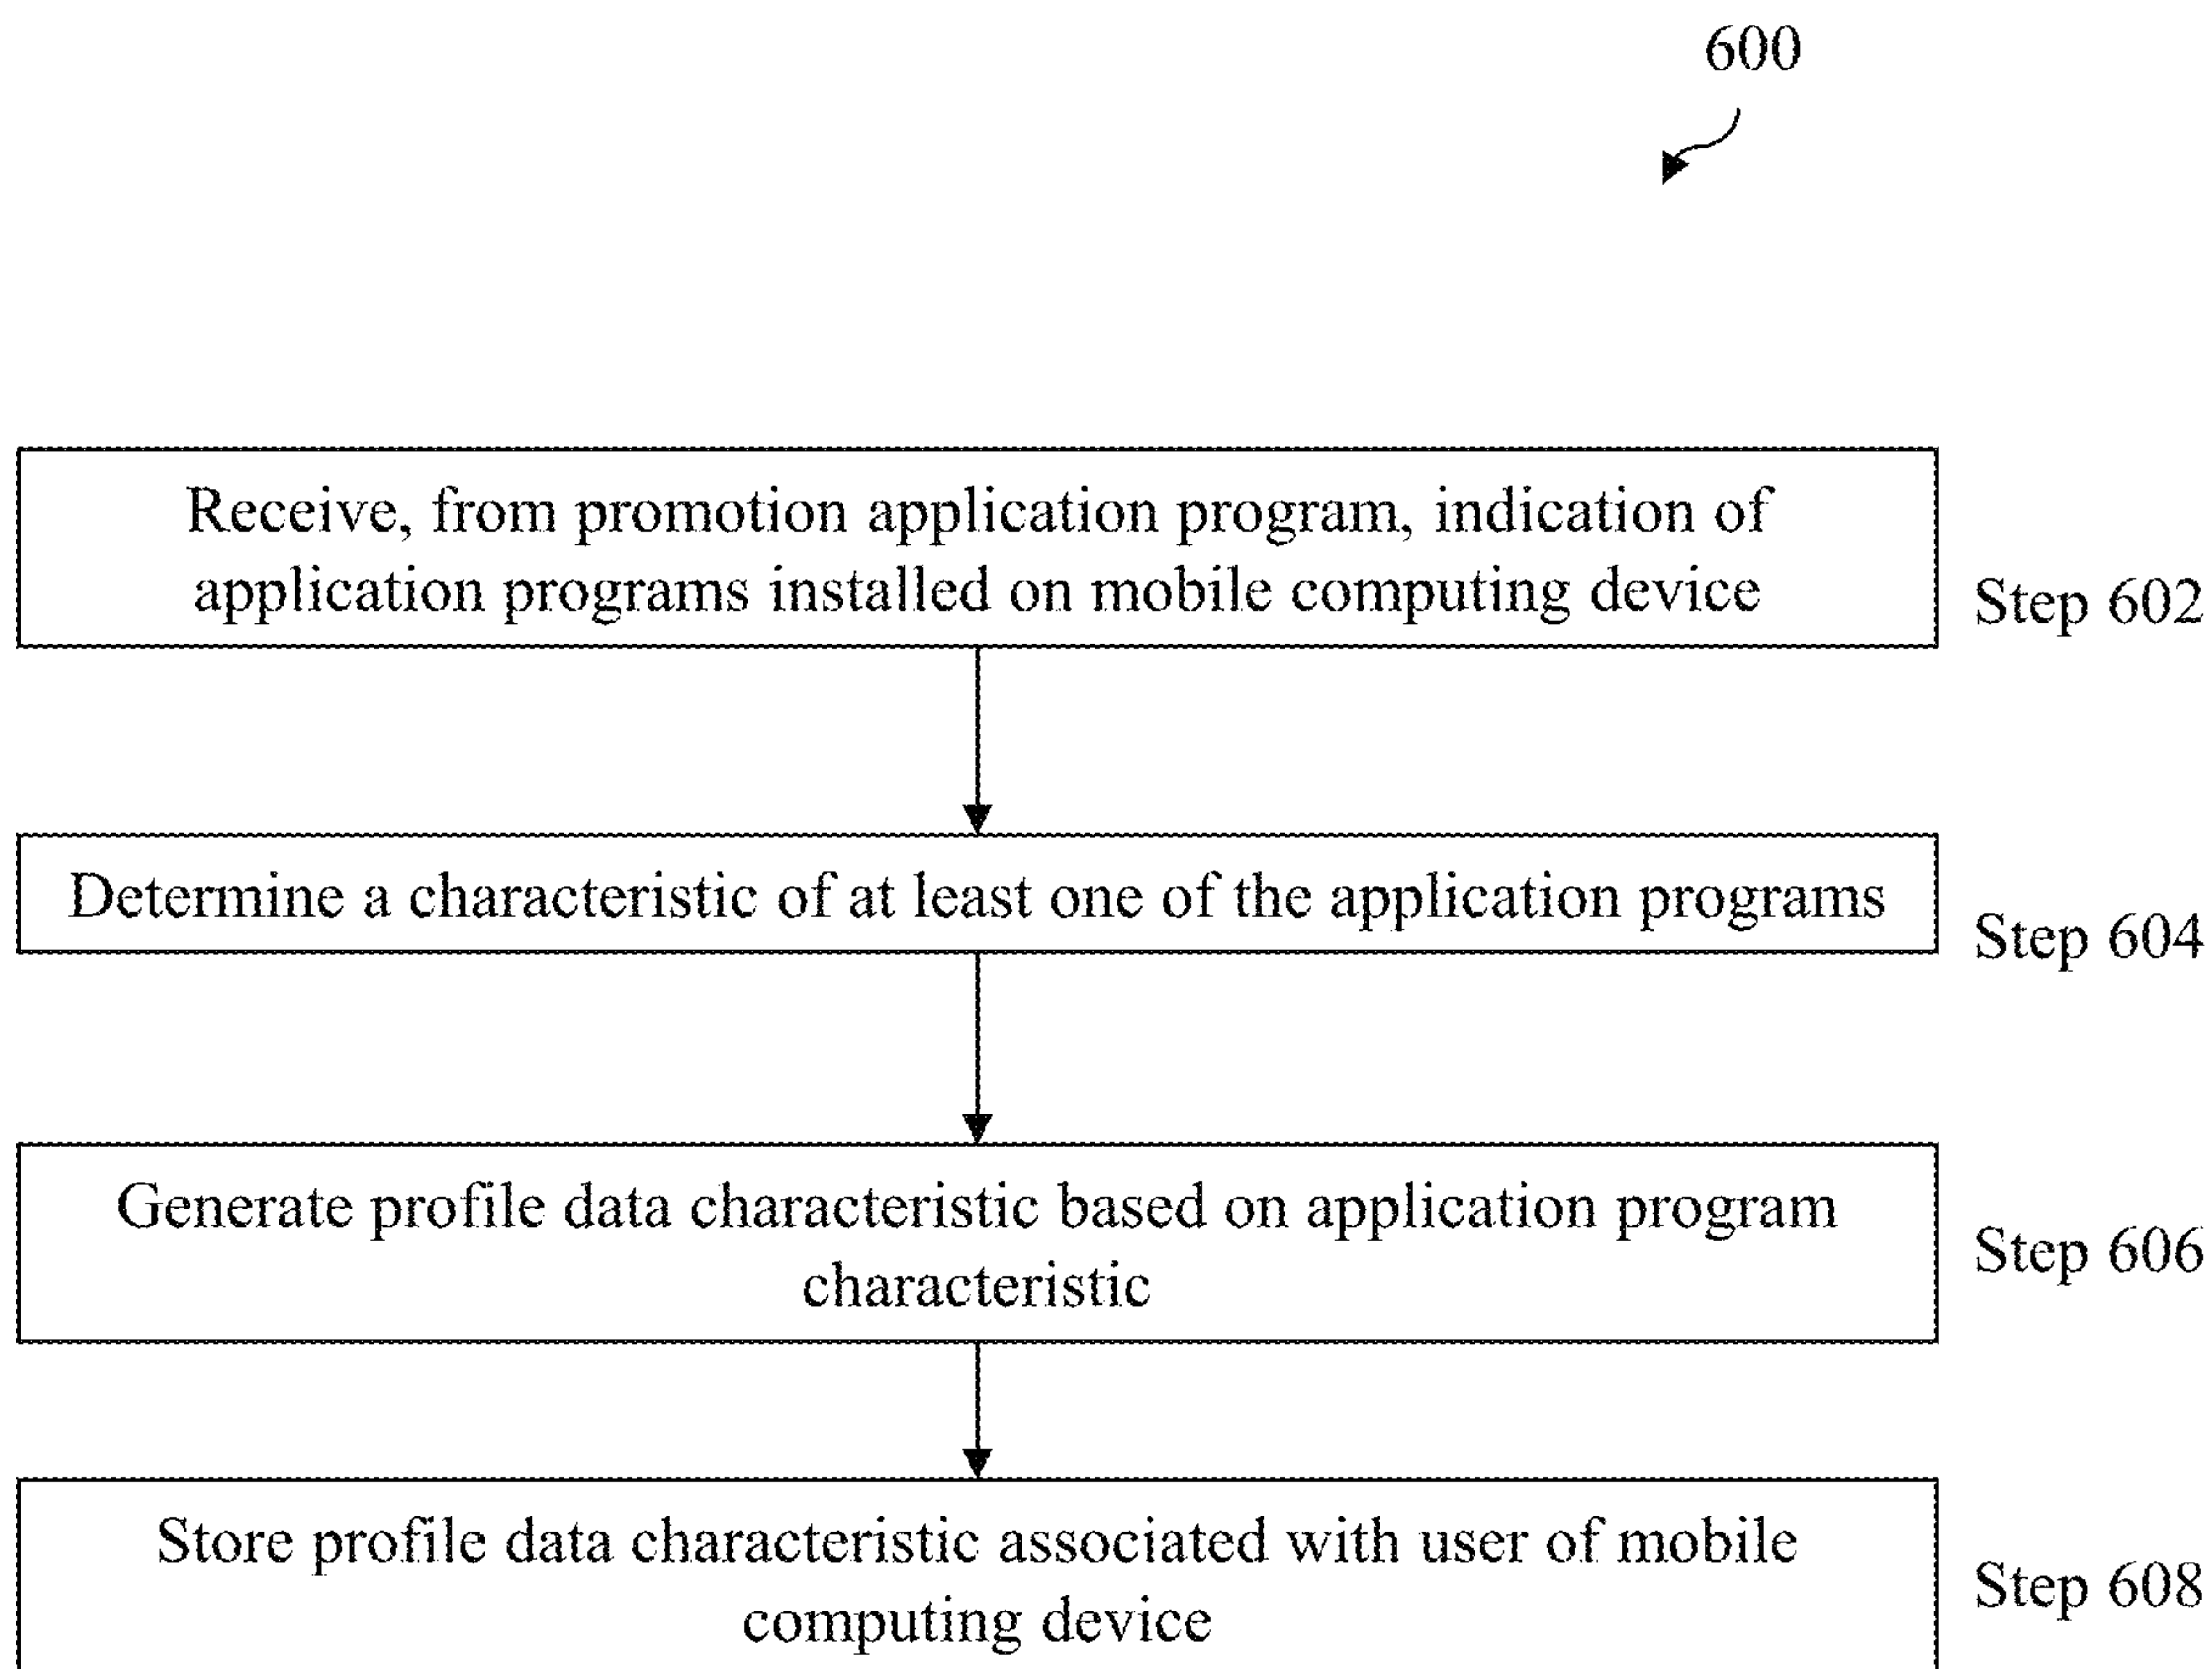 600
Receive, from promotion application program, indication of
application programs installed on mobile computing device
Step 602
Determine a characteristic of at least one of the application programs
Step 604
Generate profile data characteristic based on application program
characteristic
Step 606
Store profile data characteristic associated with user of mobile
computing device
Step 608